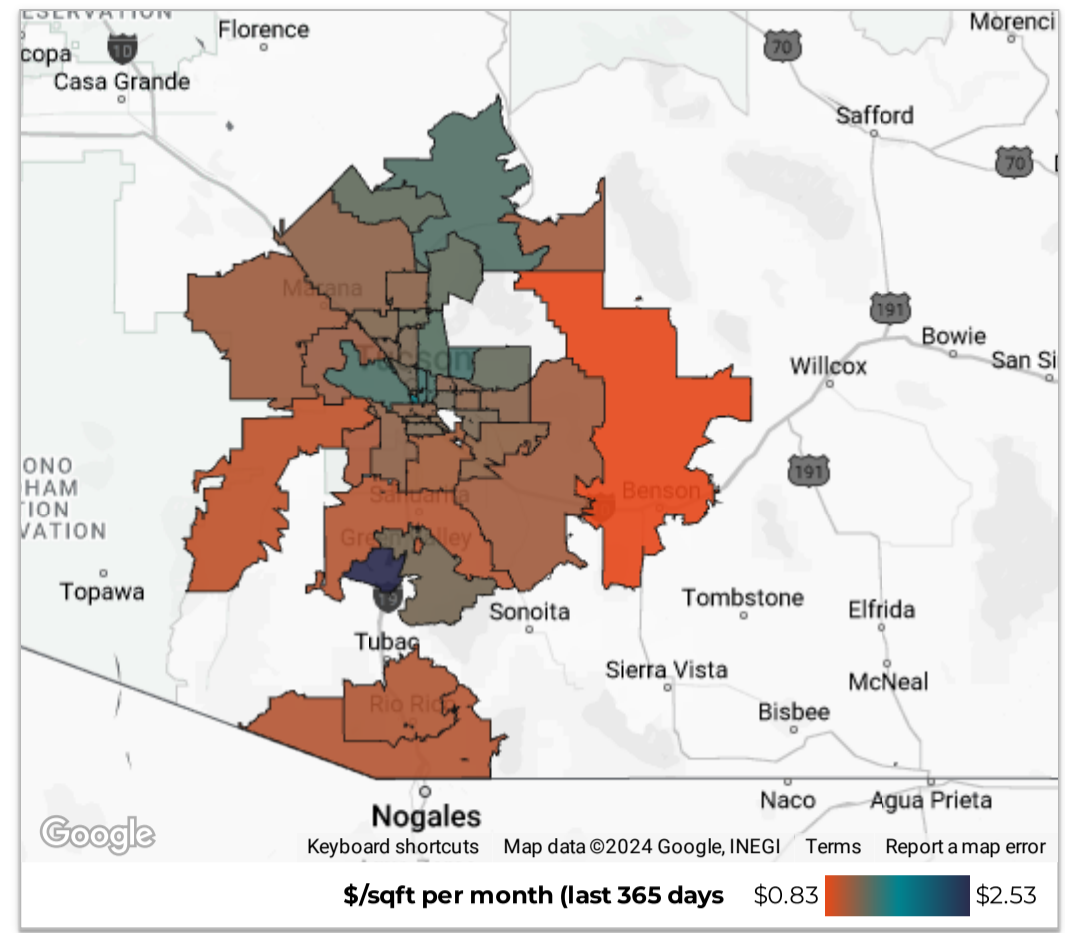 ESERVATION
Florence
Morenci
10
copa
70
Casa Grande
Safford
70
Marana
191
Bowie
Tucson
Willcox
San Si
ONO
HAM
TION
VATION
191
Benson
Sahuarita
Green Valley
Topawa
19
Sonoita
Tombstone
Elfrida
Tubac
Sierra Vista
McNeal
Rio Rico
Bisbee
Nogales
Naco
Agua Prieta
Google
Keyboard shortcuts Map data ©2024 Google, INEGI Terms Report a map error
$/sqft per month (last 365 days $0.83 $2.53